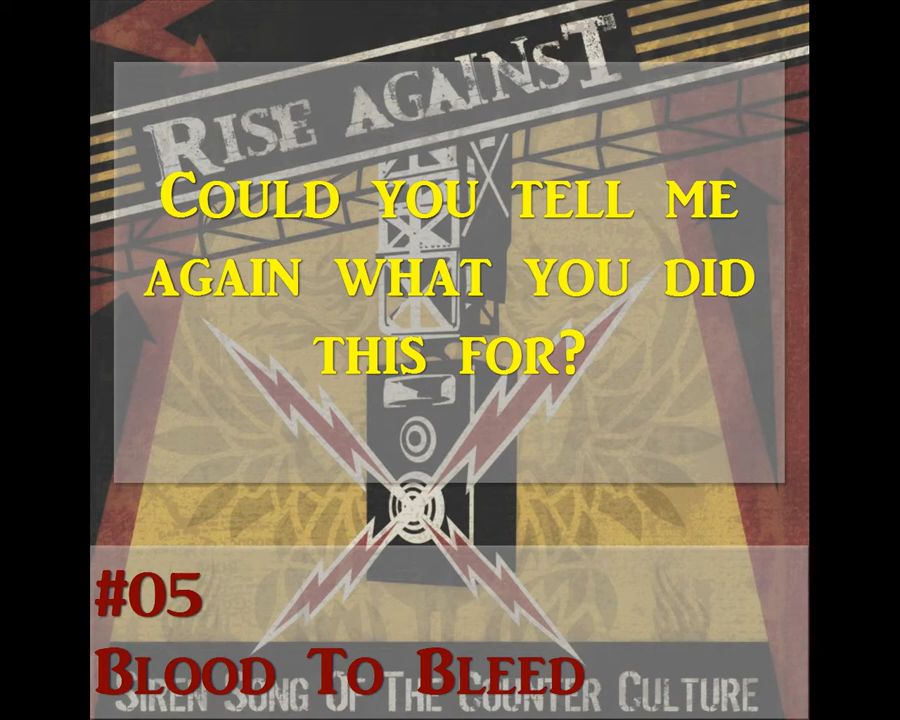 Rise Against
Could you tell me
again what you did
this for?
#05
Blood To Bleed
Siren Song Of The Counter Culture